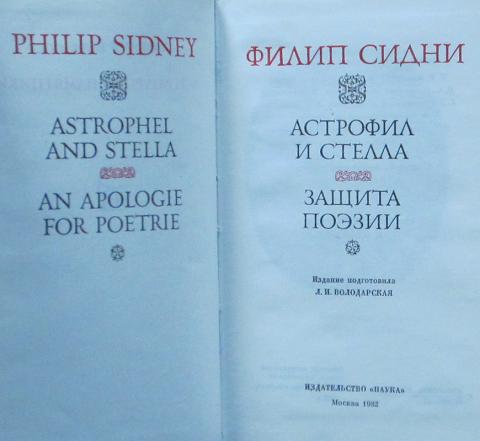 PHILIP SIDNEY
ASTROPHEL
AND STELLA
AN APOLOGIE
FOR POETRIE
ФИЛИП СИДНИ
АСТРОФИЛ
И СТЕЛЛА
ЗАЩИТА
ПОЭЗИИ
Издание подготовила
Л. И. ВОЛОДАРСКАЯ
ИЗДАТЕЛЬСТВО «НАУКА»
Москва 1982